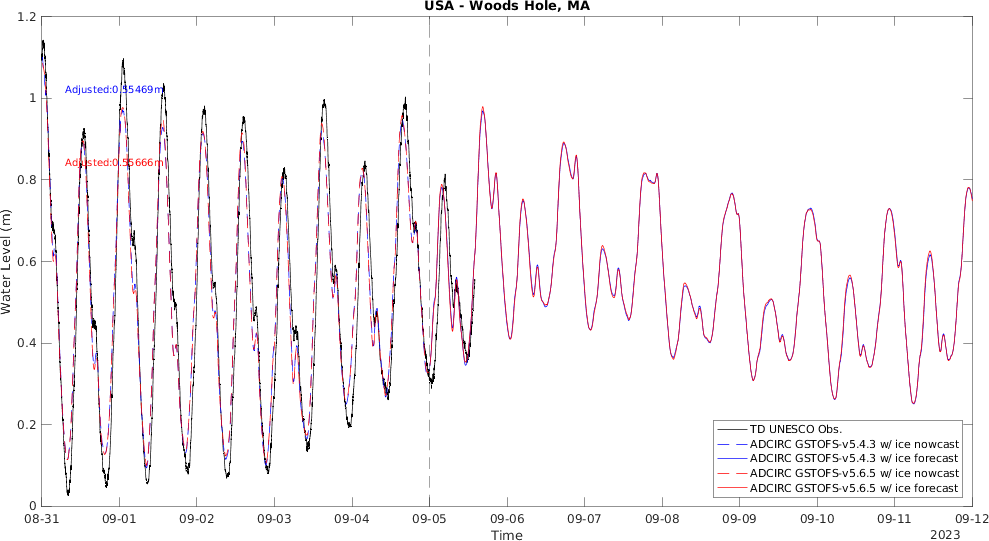 USA - Woods Hole, MA
1.2
1
0.8
0.6
0.4
0.2
0
Water Level (m)
Adjusted:0.55469m
Adjusted:0.55666m
TD UNESCO Obs.
ADCIRC GSTOFS-v5.4.3 w/ ice nowcast
ADCIRC GSTOFS-v5.4.3 w/ ice forecast
ADCIRC GSTOFS-v5.6.5 w/ ice nowcast
ADCIRC GSTOFS-v5.6.5 w/ ice forecast
08-31 09-01 09-02 09-03 09-04 09-05 09-06 09-07 09-08 09-09 09-10 09-11 09-12
Time
2023